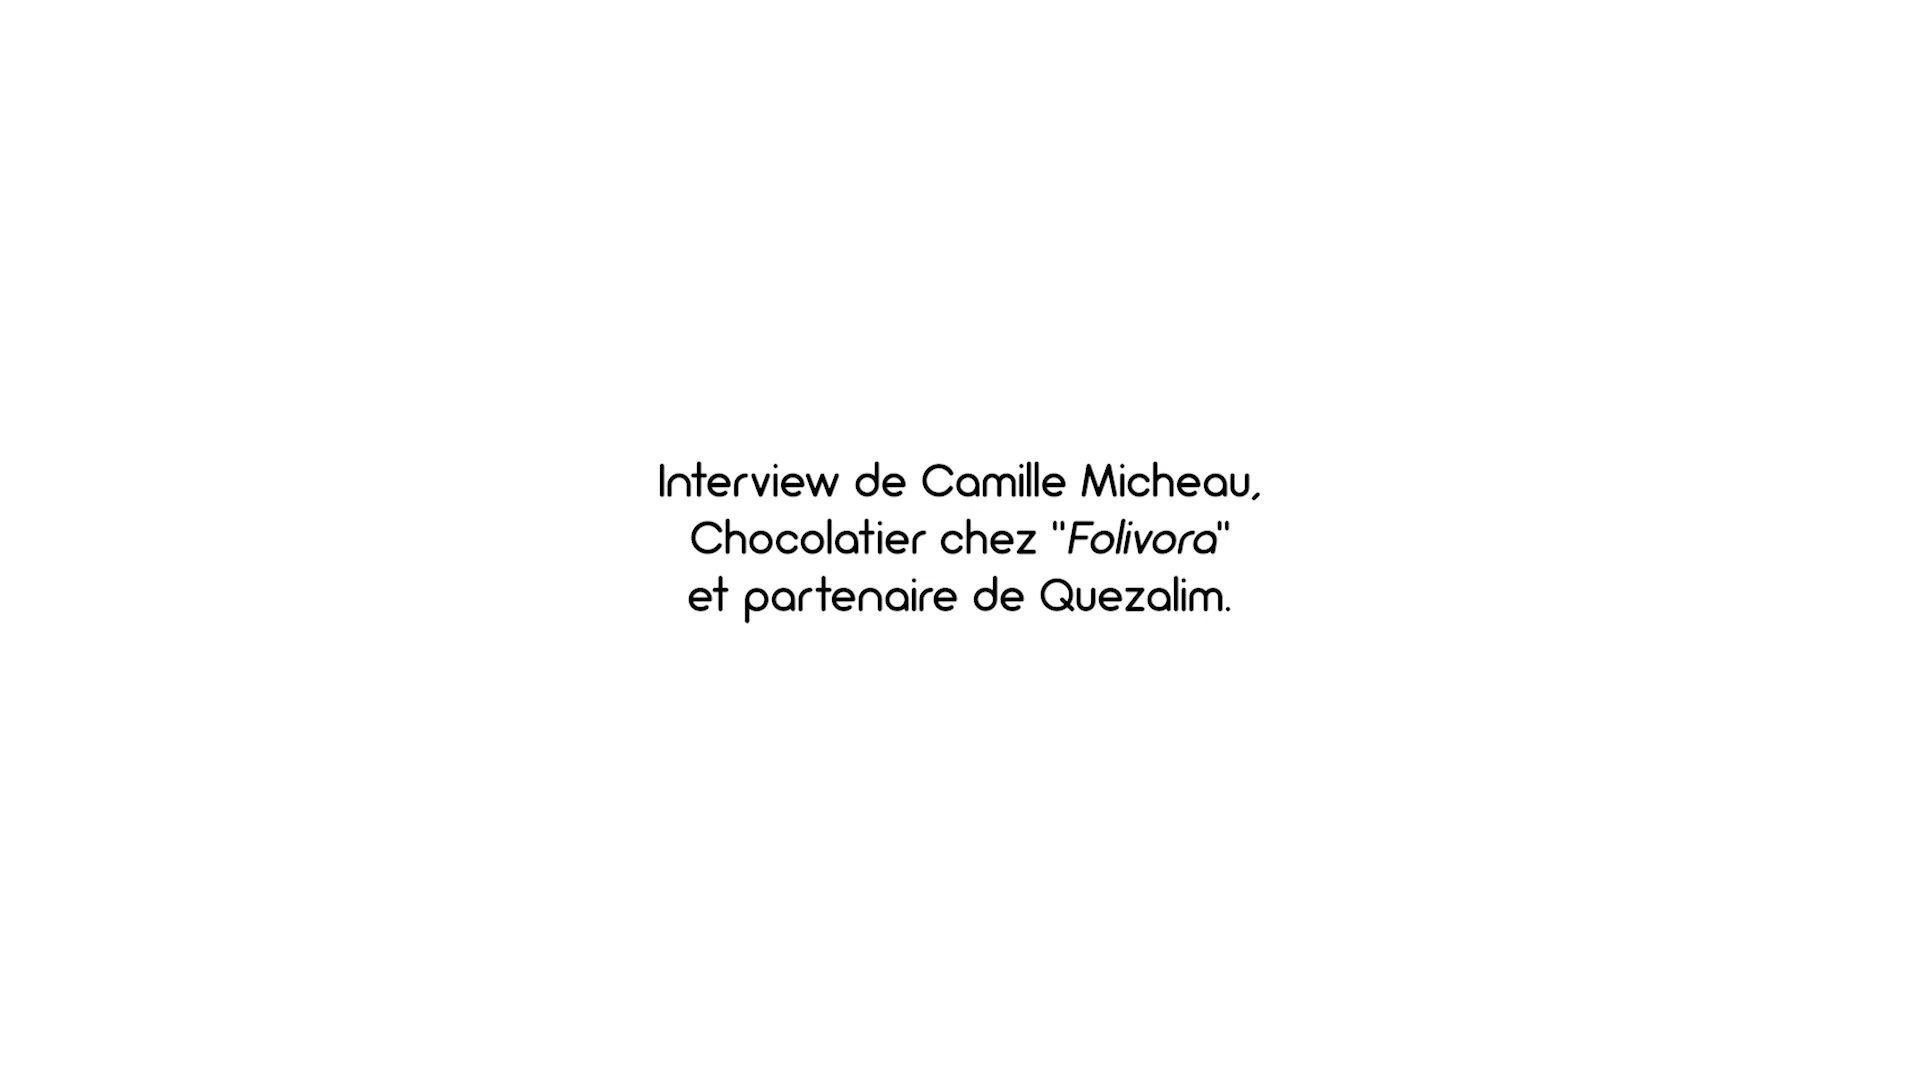 Interview de Camille Micheau,
Chocolatier chez "Folivora"
et partenaire de Quezalim.